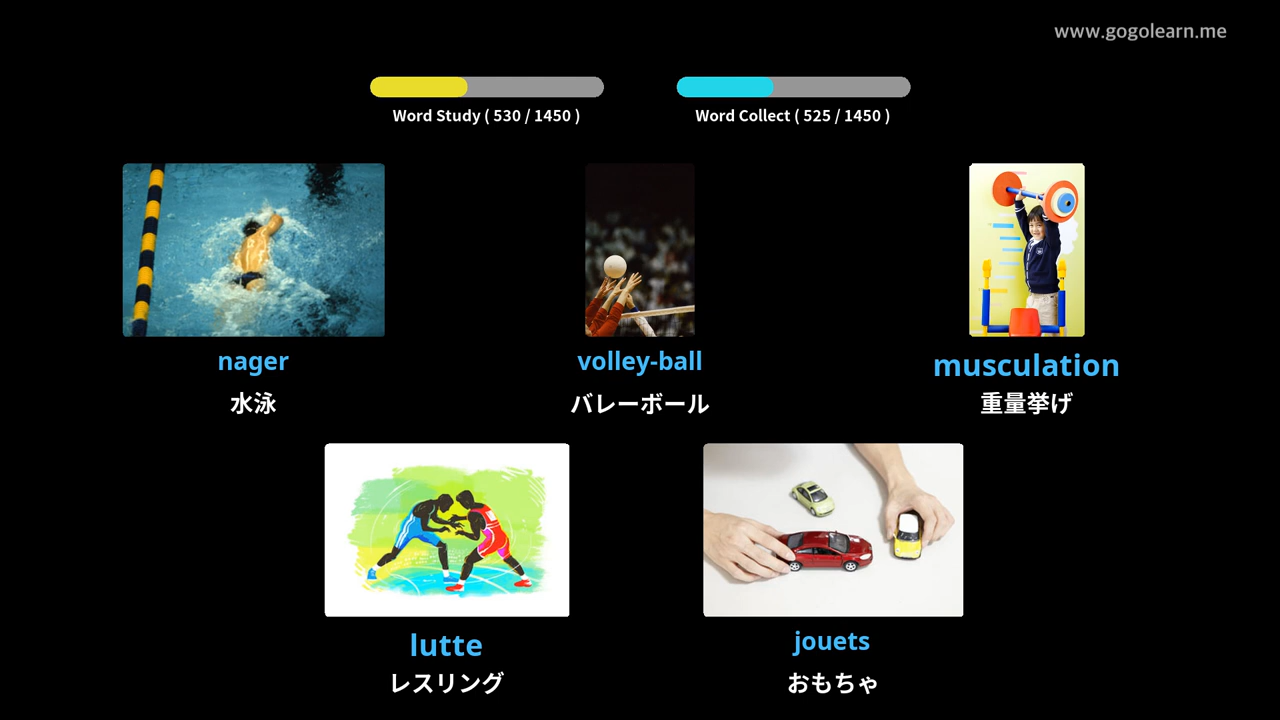 www.gogolearn.me
Word Study ( 530 / 1450 )
Word Collect ( 525 / 1450 )
nager
水泳
volley-ball
バレーボール
musculation
重量挙げ
lutte
レスリング
jouets
おもちゃ